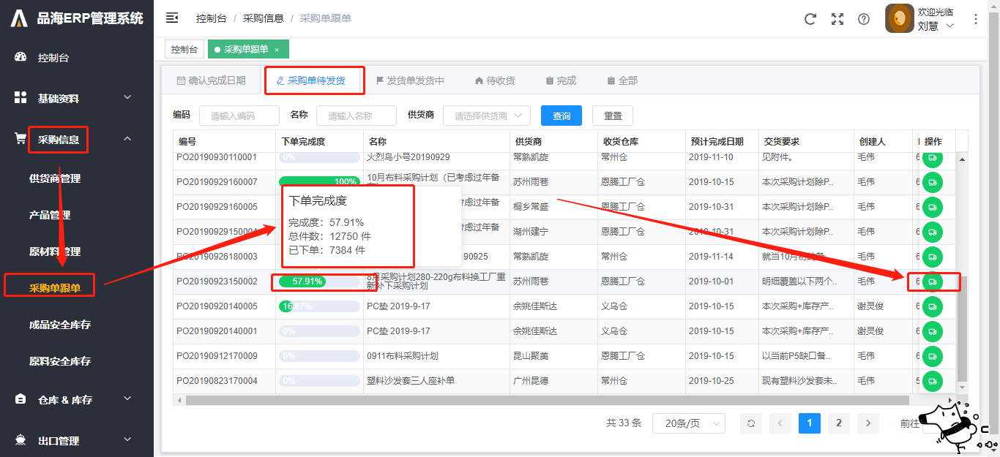 品海ERP管理系统
控制台
基础资料
采购信息
供货商管理
产品管理
原材料管理
采购单跟单
成品安全库存
原料安全库存
仓库 & 库存
出口管理
控制台 / 采购信息 / 采购单跟单
欢迎光临
刘慧
控制台
采购单跟单 ×
确认完成日期
采购单待发货
发货单发货中
待收货
完成
全部
编码 请输入编码 名称 请输入名称 供货商 请选择供货商 查询 重置
编号 下单完成度 名称 供货商 收货仓库 预计完成日期 交货要求 创建人 操作
PO20190930110001 0% 火烈鸟小号20190929 常熟凯旋 常州仓 2019-11-10 见附件。 毛伟 6
PO20190929160007 100% 10月布料采购计划（已考虑过年备 苏州雨巷 恩腾工厂仓 2019-10-15 本次采购计划除P.. 毛伟 6
PO20190929160005 考虑过年备 桐乡常盛 恩腾工厂仓 2019-10-31 本次采购计划除P.. 毛伟 6
PO20190929150004 考虑过年备 湖州建宁 恩腾工厂仓 2019-10-31 本次采购计划除P.. 毛伟 6
PO20190926180003 90925 常熟凯旋 常州仓 2019-11-14 就当10月份的备.. 毛伟 6
下单完成度
完成度：57.91%
总件数：12750 件
已下单：7384 件
PO20190923150002 57.91% 8月采购计划280-220g布料换工厂重 苏州雨巷 恩腾工厂仓 2019-10-01 明细覆盖以下两个.. 毛伟 6
新补下采购计划
PO20190920140005 16.67% PC垫 2019-9-17 余姚佳斯达 义乌仓 2019-10-15 本次采购+库存产.. 谢灵俊 6
PO20190920140001 0% PC垫 2019-9-17 余姚佳斯达 义乌仓 2019-10-15 本次采购+库存产.. 谢灵俊 6
PO20190912170009 0% 0911布料采购计划 昆山聚美 恩腾工厂仓 2019-10-15 以当前P5缺口备.. 毛伟 6
PO20190823170004 0% 塑料沙发套三人座补单 广州昆德 常州仓 2019-10-25 现有塑料沙发套未.. 毛伟 5
共 33 条 20条/页 1 2 前往